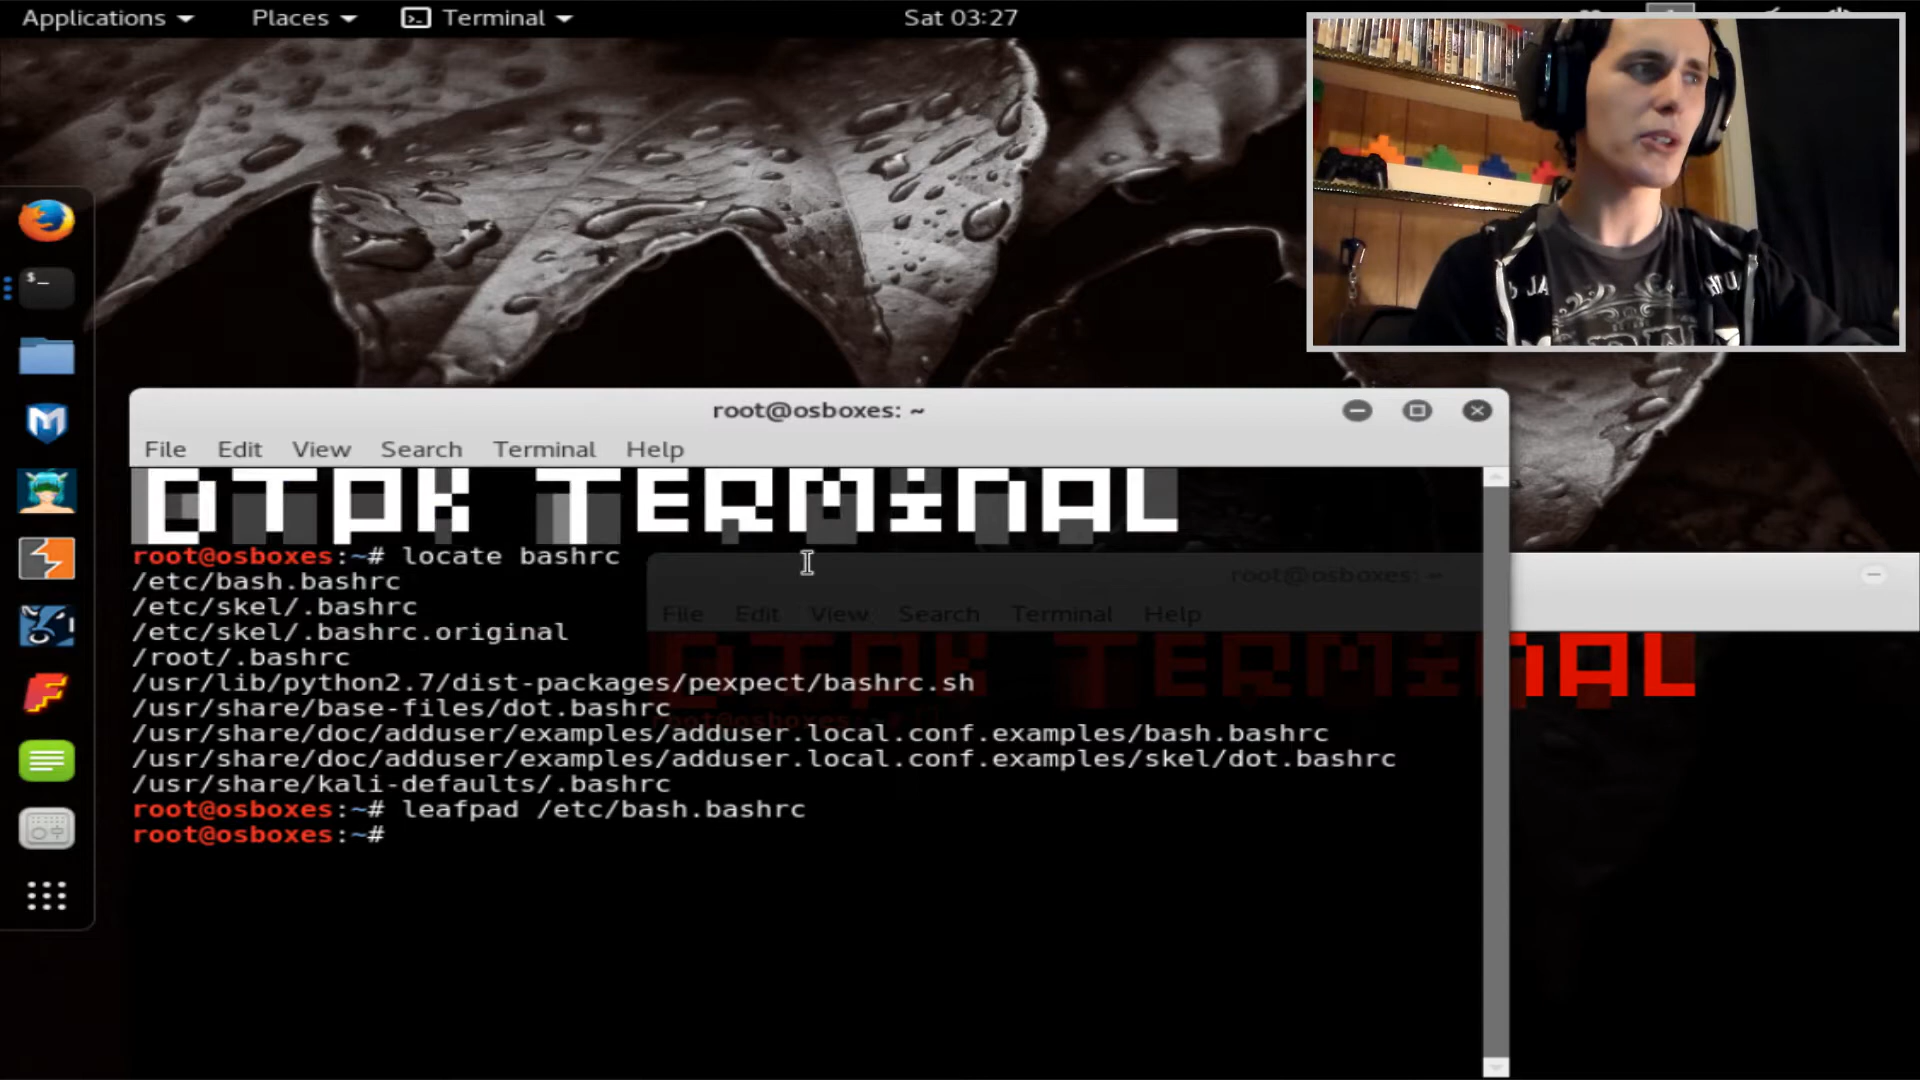 Applications Places Terminal Sat 03:27
root@osboxes: ~
File Edit View Search Terminal Help
DTPK TERMINAL
root@osboxes:~# locate bashrc
/etc/bash.bashrc
/etc/skel/.bashrc
/etc/skel/.bashrc.original
/root/.bashrc
/usr/lib/python2.7/dist-packages/pexpect/bashrc.sh
/usr/share/base-files/dot.bashrc
/usr/share/doc/adduser/examples/adduser.local.conf.examples/bash.bashrc
/usr/share/doc/adduser/examples/adduser.local.conf.examples/skel/dot.bashrc
/usr/share/kali-defaults/.bashrc
root@osboxes:~# leafpad /etc/bash.bashrc
root@osboxes:~#
root@osboxes: ~
File Edit View Search Terminal Help
DTPK TERMINAL